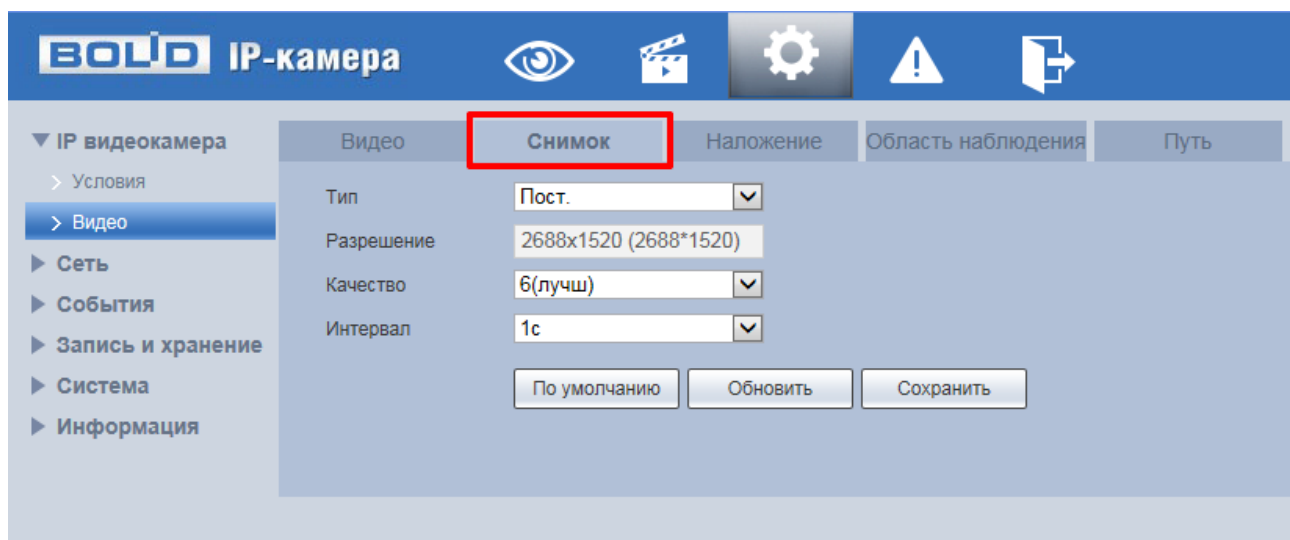 BOLID IP-камера
IP видеокамера
Условия
Видео
Сеть
События
Запись и хранение
Система
Информация
Видео Снимок Наложение Область наблюдения Путь
Тип Пост.
Разрешение 2688x1520 (2688*1520)
Качество 6(лучш)
Интервал 1с
По умолчанию Обновить Сохранить